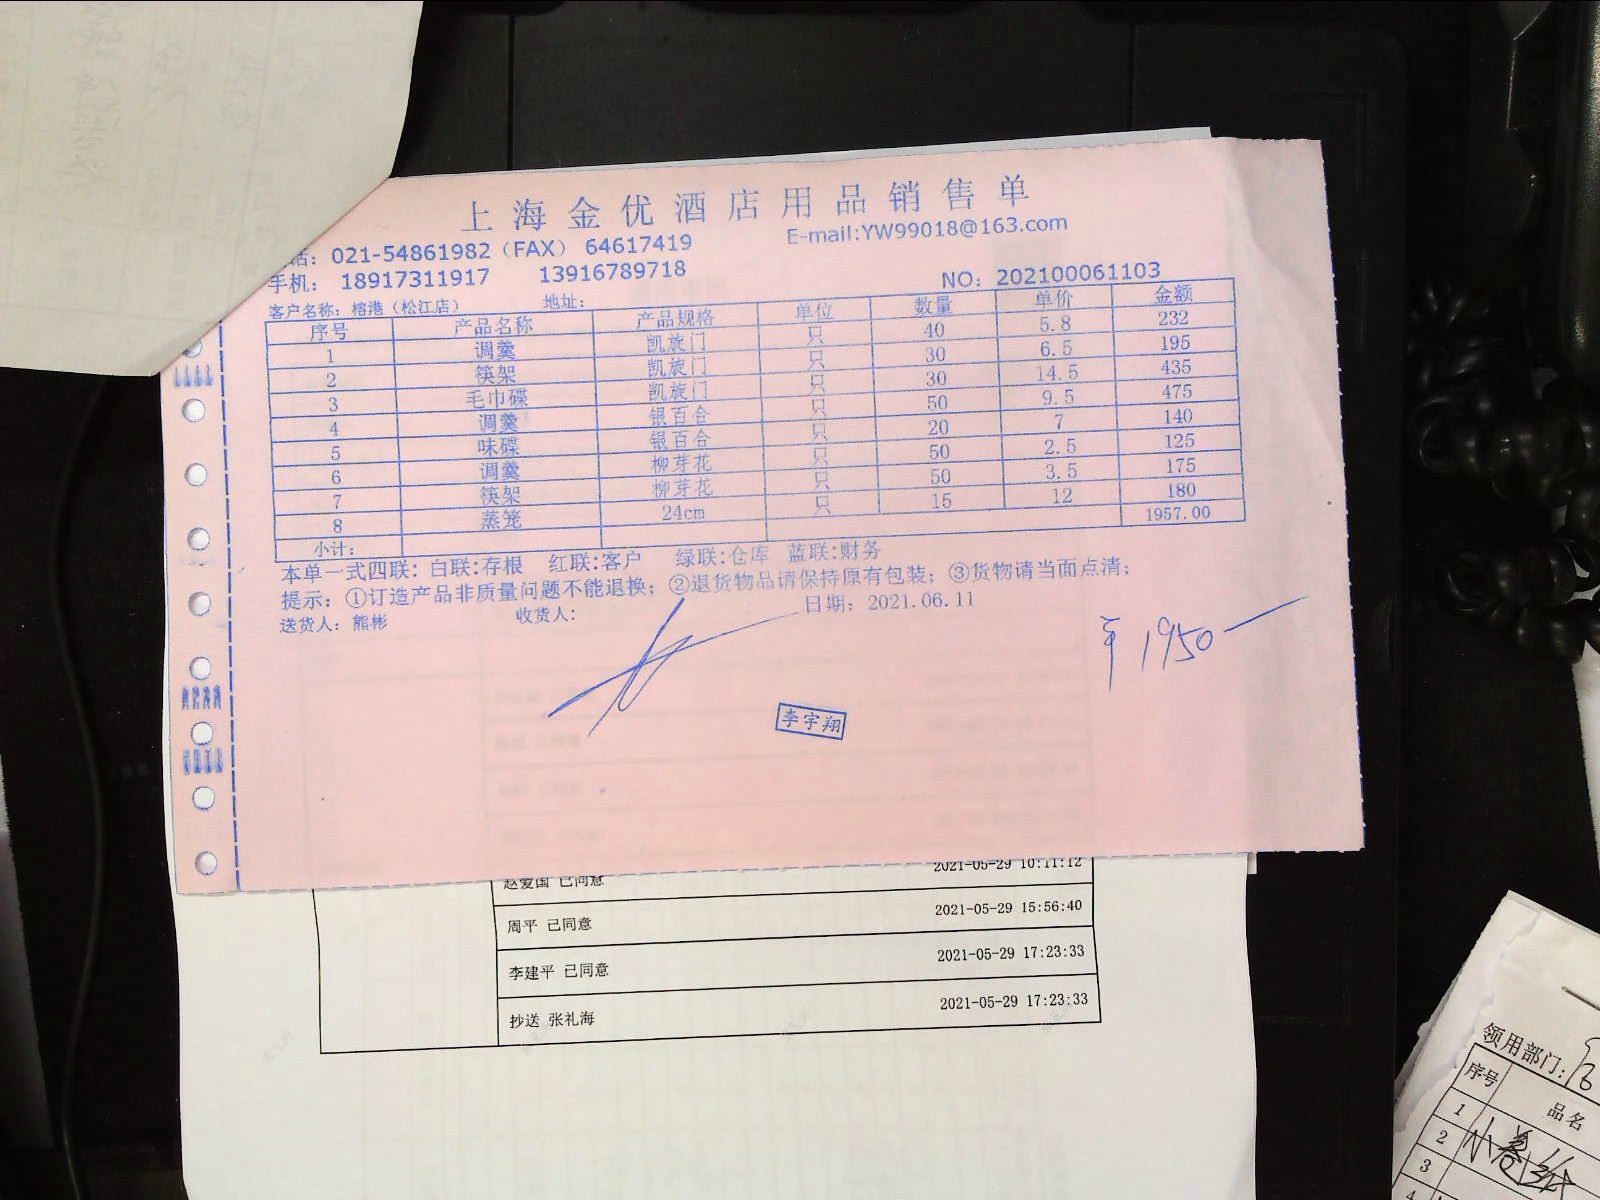 上海金优酒店用品销售单
话：021-54861982（FAX） 64617419 E-mail:YW99018@163.com
手机： 18917311917 13916789718 NO：202100061103
客户名称：榕港（松江店） 地址：
序号 产品名称 产品规格 单位 数量 单价 金额
1 调羹 凯旋门 只 40 5.8 232
2 筷架 凯旋门 只 30 6.5 195
3 毛巾碟 凯旋门 只 30 14.5 435
4 调羹 银百合 只 50 9.5 475
5 味碟 银百合 只 20 7 140
6 调羹 柳芽花 只 50 2.5 125
7 筷架 柳芽花 只 50 3.5 175
8 蒸笼 24cm 只 15 12 180
小计： 1957.00
本单一式四联：白联:存根 红联:客户 绿联:仓库 蓝联:财务
提示：①订造产品非质量问题不能退换；②退货物品请保持原有包装；③货物请当面点清；
送货人：熊彬 收货人： 日期：2021.06.11
¥1950
李宇翔
赵爱国 已同意 2021-05-29 10:11:12
周平 已同意 2021-05-29 15:56:40
李建平 已同意 2021-05-29 17:23:33
抄送 张礼海 2021-05-29 17:23:33
领用部门：
序号 品名
1
2
3
4